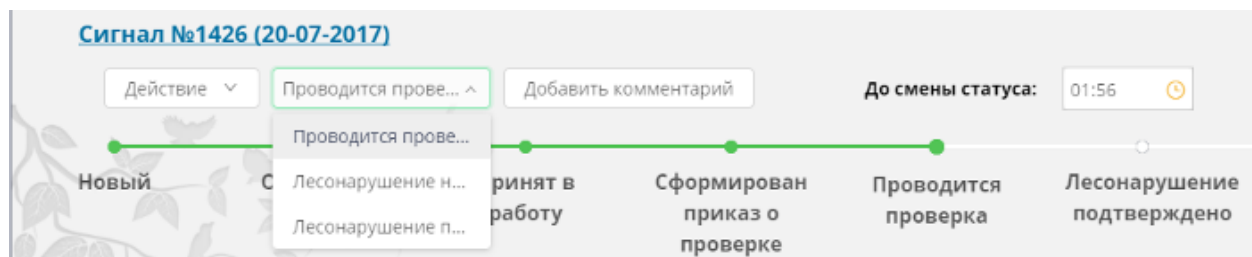 Сигнал №1426 (20-07-2017)
Действие Проводится прове... Добавить комментарий До смены статуса: 01:56
Проводится прове...
Лесонарушение н...
Лесонарушение п...
Новый С ринят в Сформирован Проводится Лесонарушение
работу приказ о проверка подтверждено
проверке